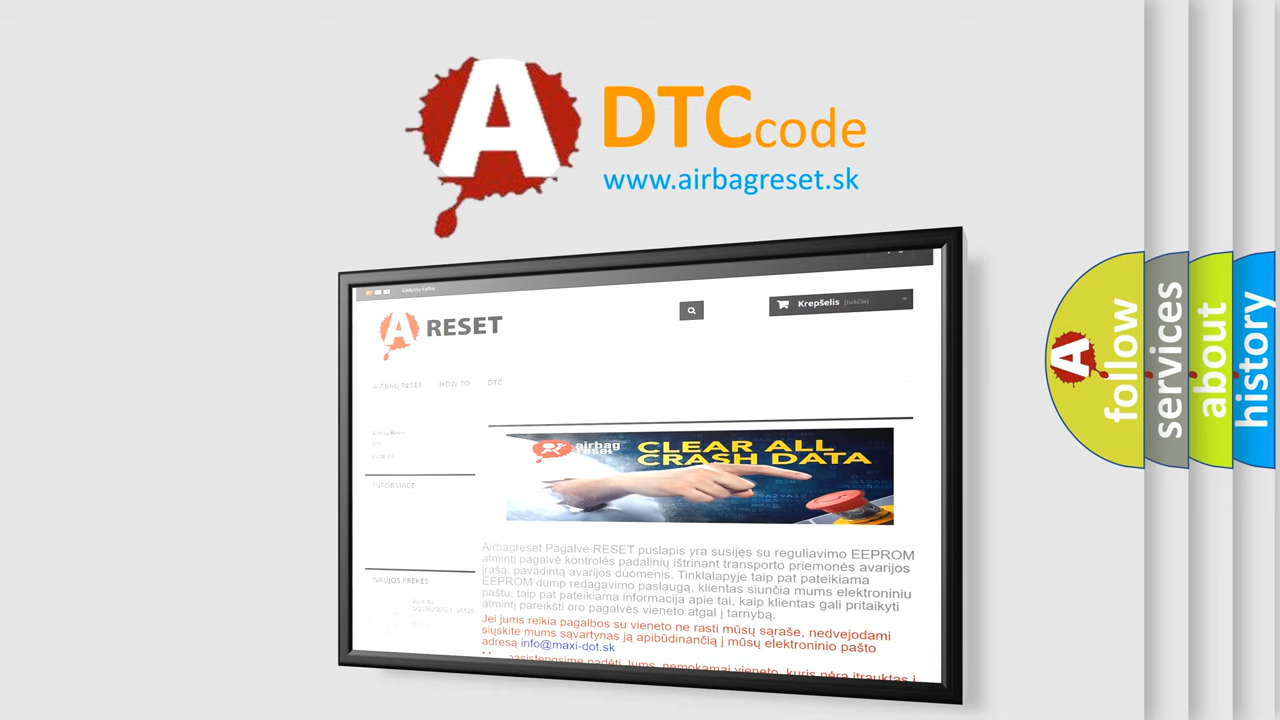 A DTCcode
www.airbagreset.sk
Lietuvių kalba
A RESET
Krepšelis (tuščia)
AIRBAG RESET HOW TO DTC
INFORMACE
airbag reset
CLEAR ALL
CRASH DATA
Airbagreset Pagalvė RESET puslapis yra susijęs su reguliavimo EEPROM
atmintį pagalvė kontrolės padalinių ištrinant transporto priemonės avarijos
įrašą, pavadintą avarijos duomenis. Tinklalapyje taip pat pateikiama
EEPROM dump redagavimo paslaugą, klientas siunčia mums elektroniniu
paštu, taip pat pateikiama informacija apie tai, kaip klientas gali pritaikyti
atmintį pareikšti oro pagalvės vieneto atgal į tarnybą.
Jei jums reikia pagalbos su vieneto ne rasti mūsų sąraše, nedvejodami
siųskite mums sąvartynas ją apibūdinančią į mūsų elektroninio pašto
adresą info@maxi-dot.sk
NAUJOS PREKĖS
A follow
services
about
history